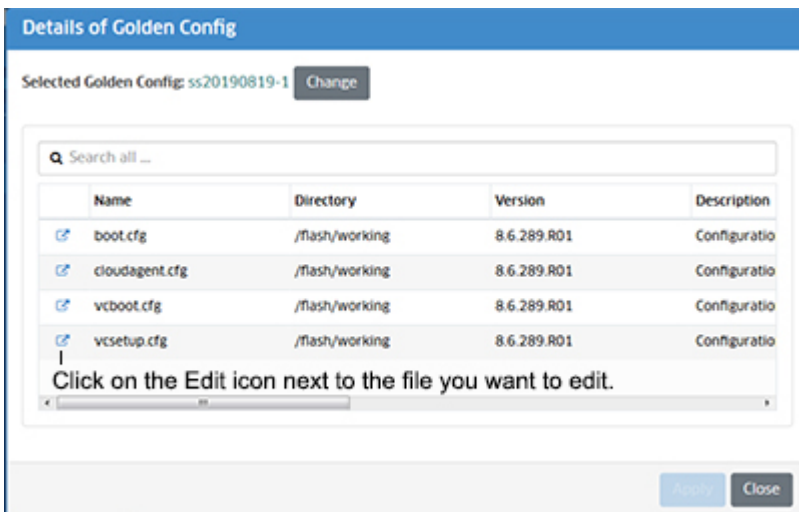 Details of Golden Config
Selected Golden Config: ss20190819-1 Change
Search all ...
Name Directory Version Description
boot.cfg /flash/working 8.6.289.R01 Configuratio
cloudagent.cfg /flash/working 8.6.289.R01 Configuratio
vcboot.cfg /flash/working 8.6.289.R01 Configuratio
vcsetup.cfg /flash/working 8.6.289.R01 Configuratio
Click on the Edit icon next to the file you want to edit.
Apply Close